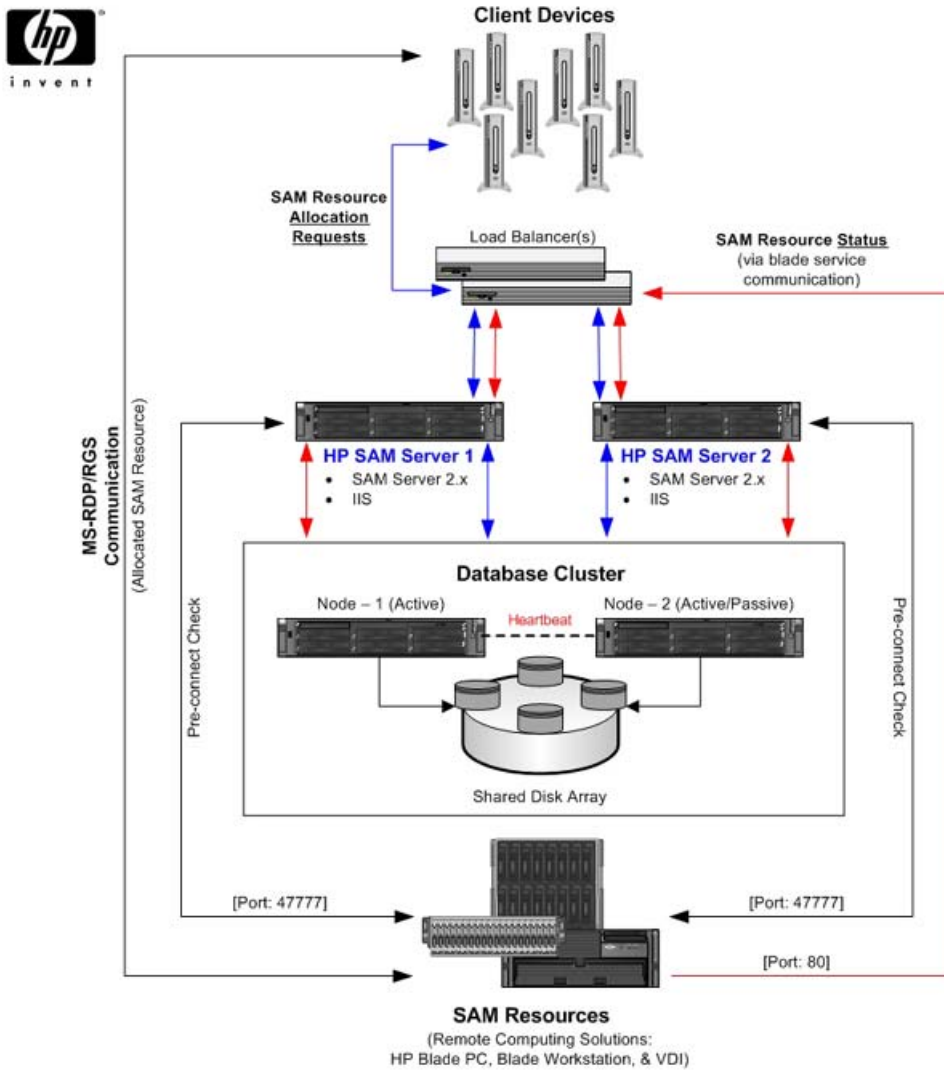 hp
invent
Client Devices
SAM Resource
Allocation
Requests
Load Balancer(s)
SAM Resource Status
(via blade service
communication)
MS-RDP/RGS
Communication
(Allocated SAM Resource)
HP SAM Server 1
• SAM Server 2.x
• IIS
HP SAM Server 2
• SAM Server 2.x
• IIS
Pre-connect Check
Pre-connect Check
Database Cluster
Node – 1 (Active)
Heartbeat
Node – 2 (Active/Passive)
Shared Disk Array
[Port: 47777]
[Port: 47777]
[Port: 80]
SAM Resources
(Remote Computing Solutions:
HP Blade PC, Blade Workstation, & VDI)